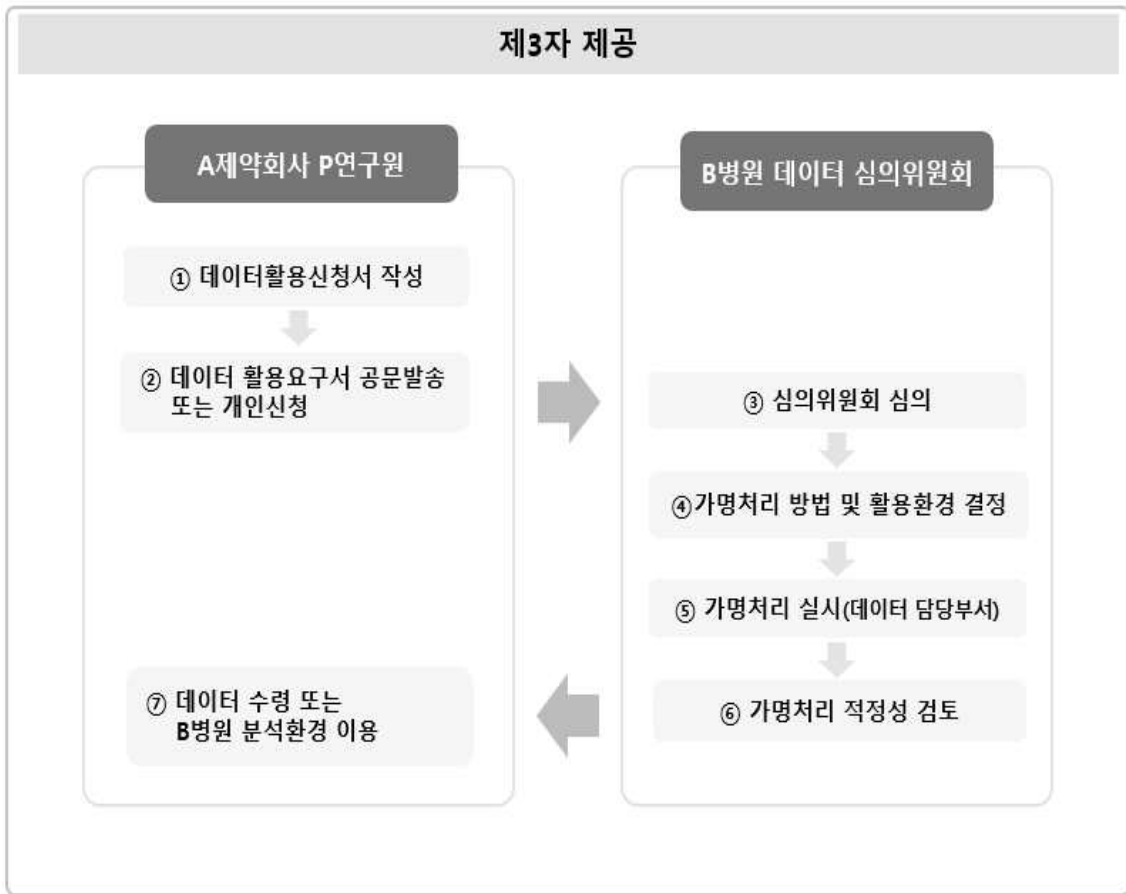 제3자 제공
A제약회사 P연구원
① 데이터활용신청서 작성
② 데이터 활용요구서 공문발송
또는 개인신청
B병원 데이터 심의위원회
③ 심의위원회 심의
④가명처리 방법 및 활용환경 결정
⑤ 가명처리 실시(데이터 담당부서)
⑥ 가명처리 적정성 검토
⑦ 데이터 수령 또는
B병원 분석환경 이용